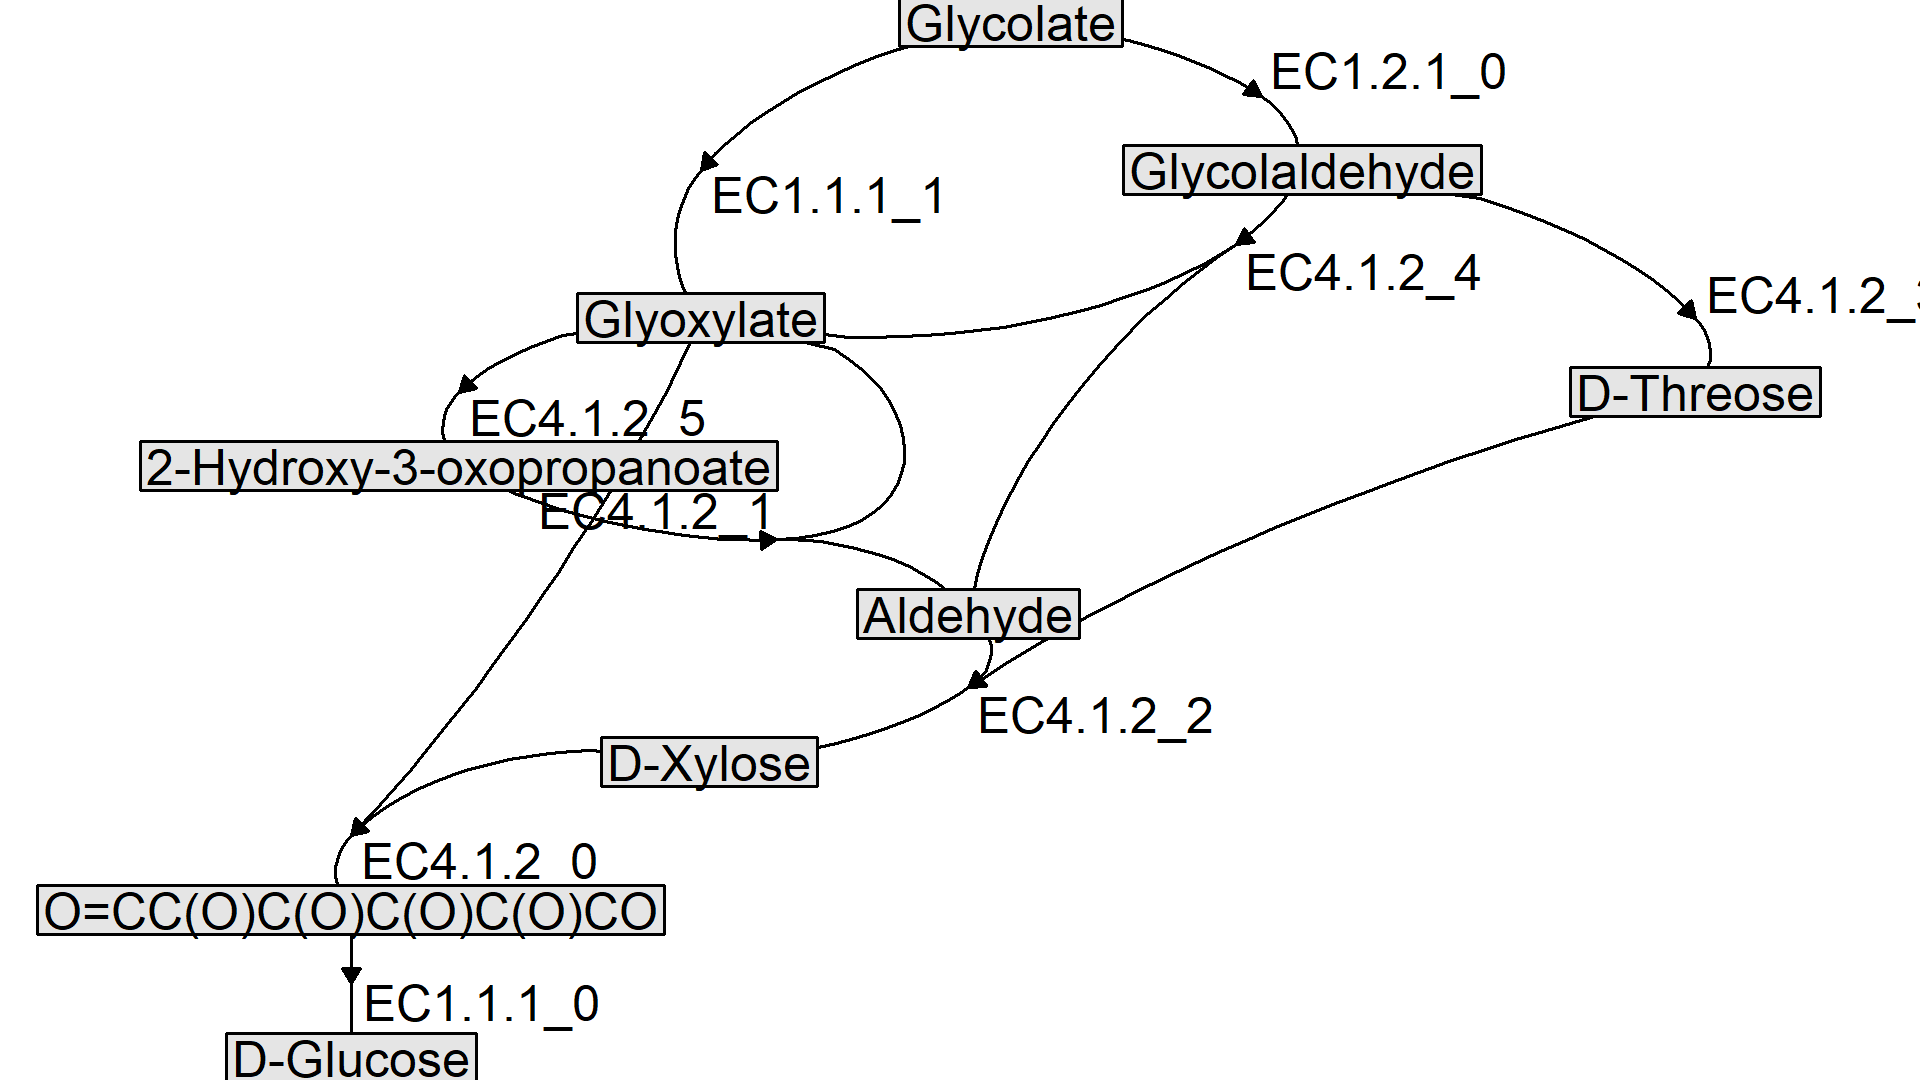 Glycolate
EC1.2.1_0
Glycolaldehyde
EC1.1.1_1
EC4.1.2_4
EC4.1.2_3
Glyoxylate
D-Threose
EC4.1.2_5
2-Hydroxy-3-oxopropanoate
EC4.1.2_1
Aldehyde
EC4.1.2_2
D-Xylose
EC4.1.2_0
O=CC(O)C(O)C(O)C(O)CO
EC1.1.1_0
D-Glucose